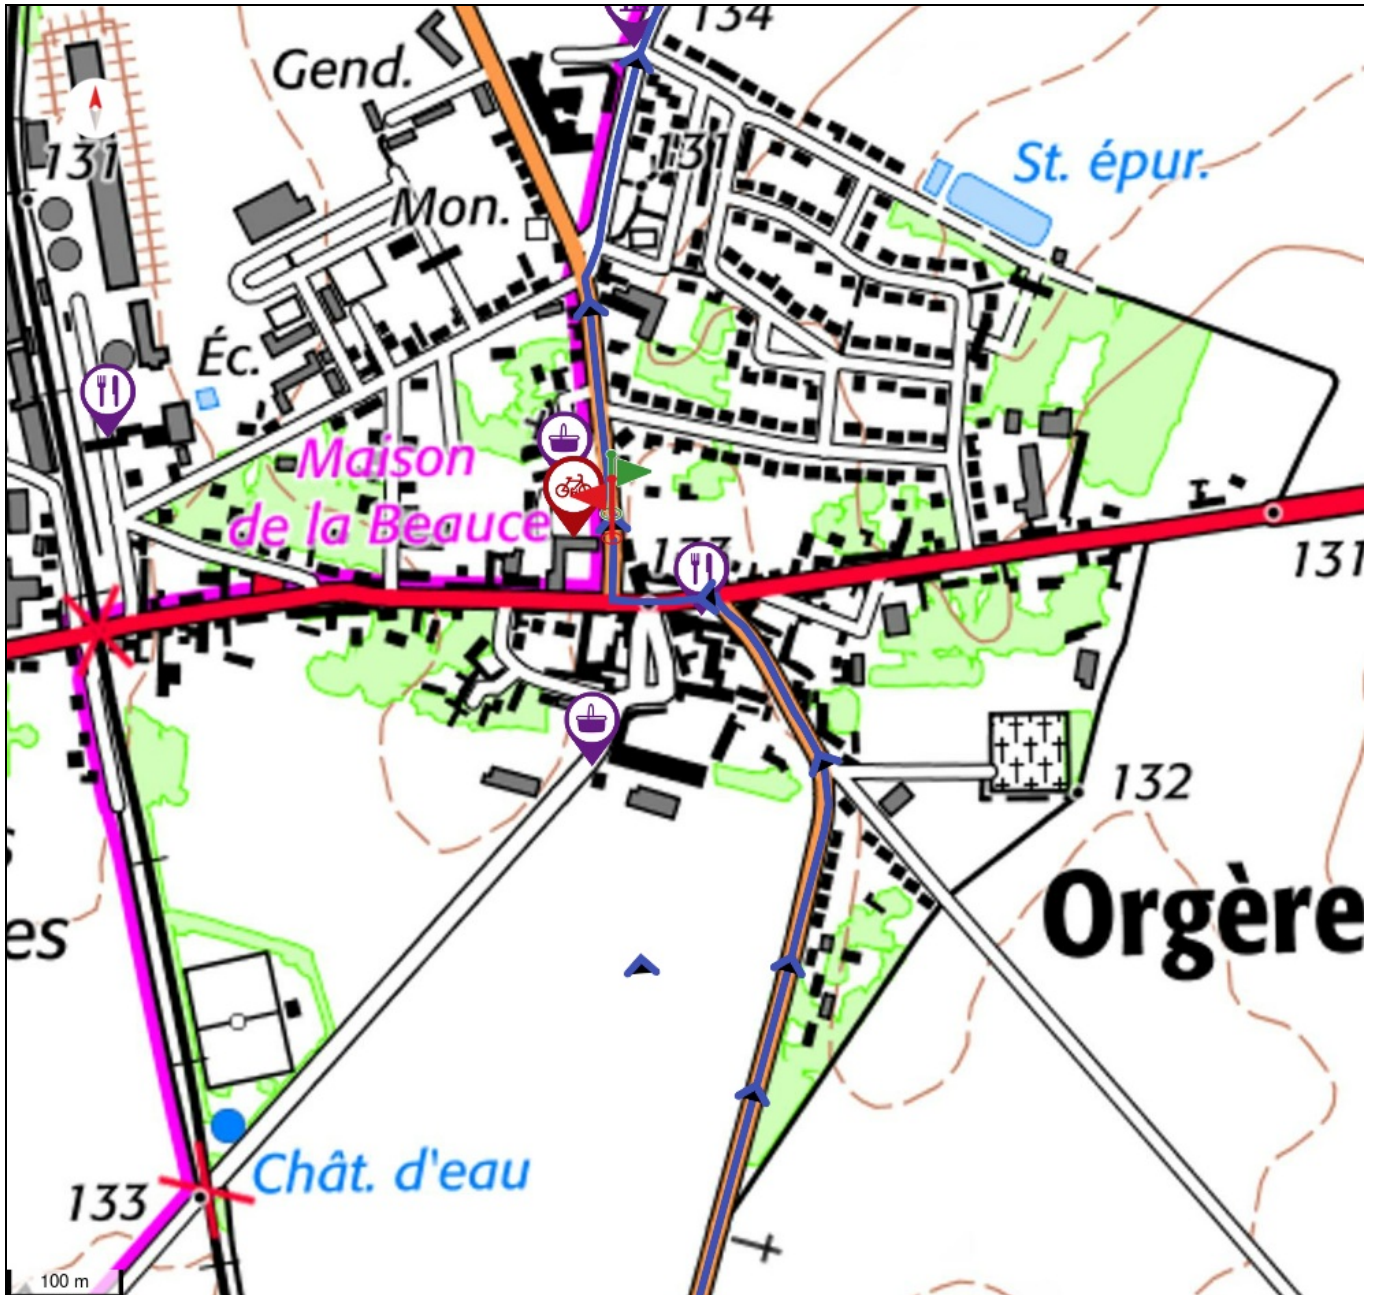 134
Gend.
131
131
St. épur.
Mon.
Éc.
Maison
de la Beauce
131
132
Orgère
es
Chât. d'eau
133
100 m